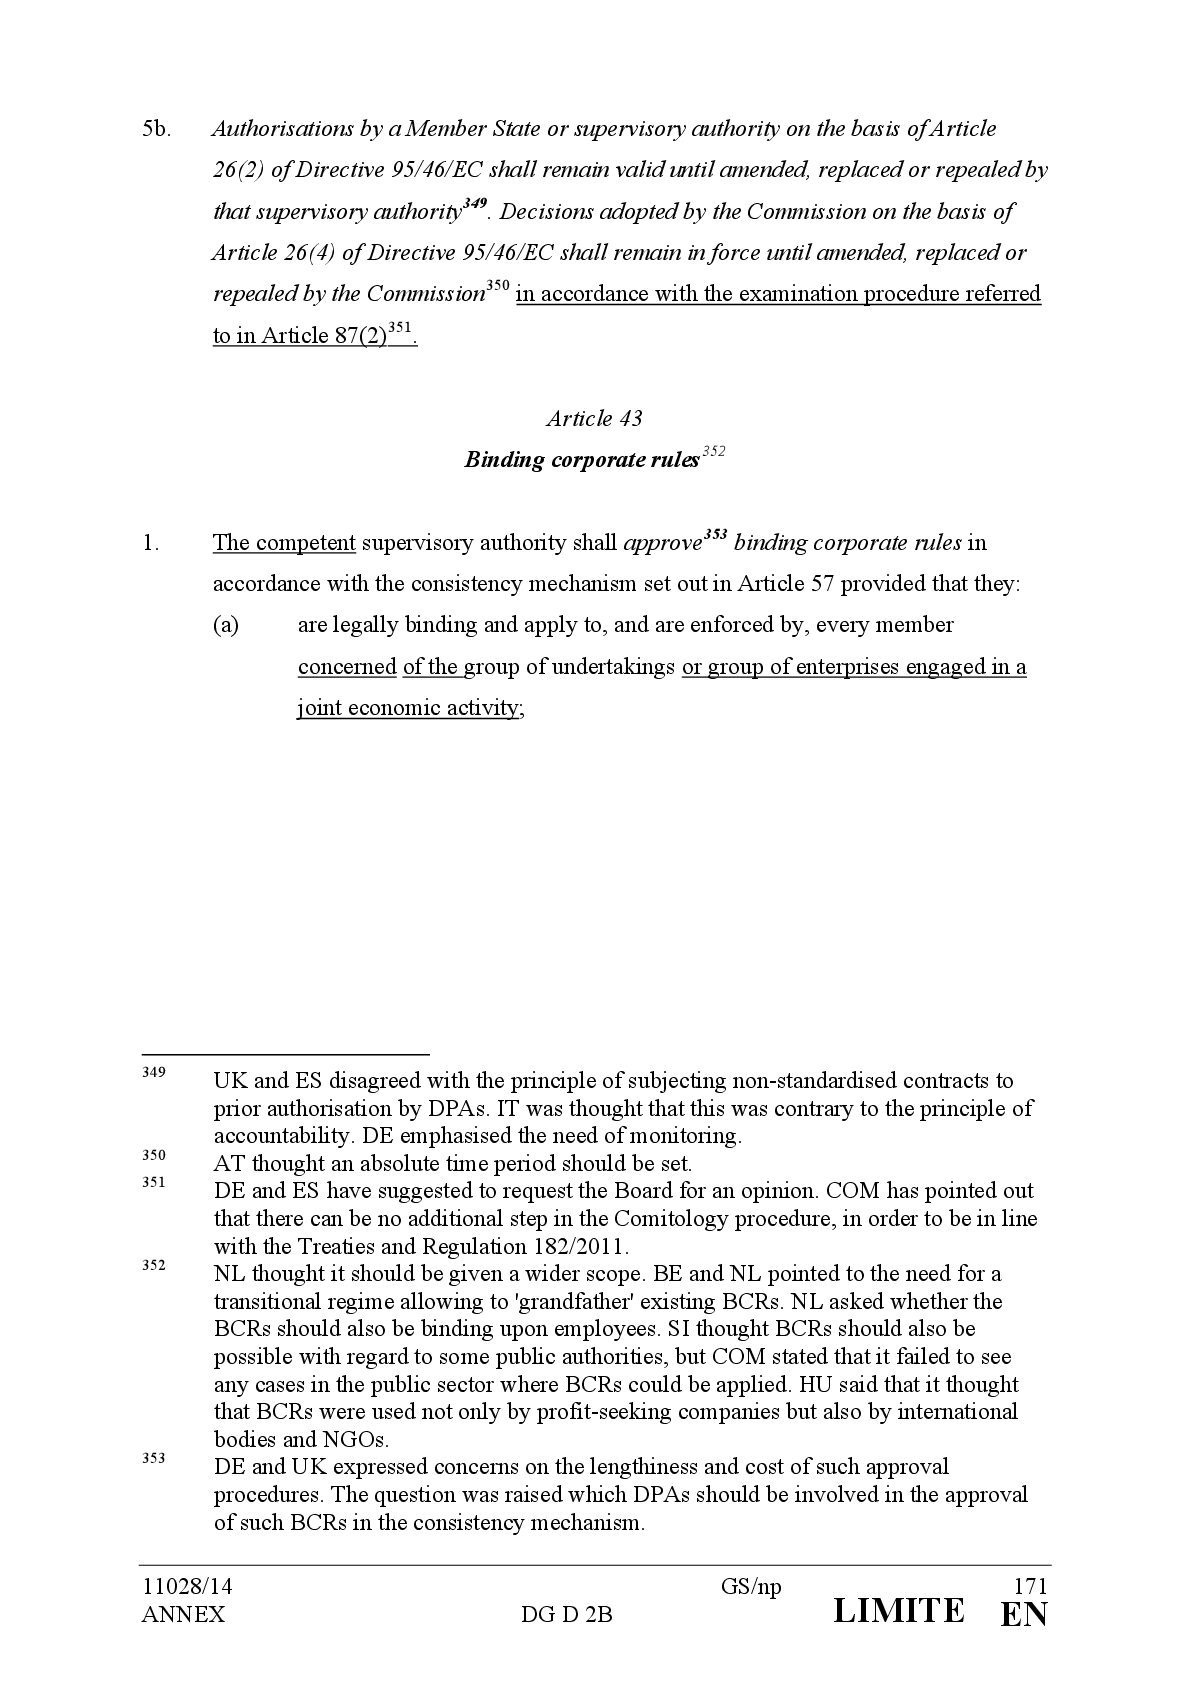 5b. Authorisations by a Member State or supervisory authority on the basis of Article
26(2) of Directive 95/46/EC shall remain valid until amended, replaced or repealed by
that supervisory authority349. Decisions adopted by the Commission on the basis of
Article 26(4) of Directive 95/46/EC shall remain in force until amended, replaced or
repealed by the Commission350 in accordance with the examination procedure referred
to in Article 87(2)351.
Article 43
Binding corporate rules352
1. The competent supervisory authority shall approve353 binding corporate rules in
accordance with the consistency mechanism set out in Article 57 provided that they:
(a) are legally binding and apply to, and are enforced by, every member
concerned of the group of undertakings or group of enterprises engaged in a
joint economic activity;
349 UK and ES disagreed with the principle of subjecting non-standardised contracts to
prior authorisation by DPAs. IT was thought that this was contrary to the principle of
accountability. DE emphasised the need of monitoring.
350 AT thought an absolute time period should be set.
351 DE and ES have suggested to request the Board for an opinion. COM has pointed out
that there can be no additional step in the Comitology procedure, in order to be in line
with the Treaties and Regulation 182/2011.
352 NL thought it should be given a wider scope. BE and NL pointed to the need for a
transitional regime allowing to 'grandfather' existing BCRs. NL asked whether the
BCRs should also be binding upon employees. SI thought BCRs should also be
possible with regard to some public authorities, but COM stated that it failed to see
any cases in the public sector where BCRs could be applied. HU said that it thought
that BCRs were used not only by profit-seeking companies but also by international
bodies and NGOs.
353 DE and UK expressed concerns on the lengthiness and cost of such approval
procedures. The question was raised which DPAs should be involved in the approval
of such BCRs in the consistency mechanism.
11028/14 GS/np 171
ANNEX DG D 2B LIMITE EN